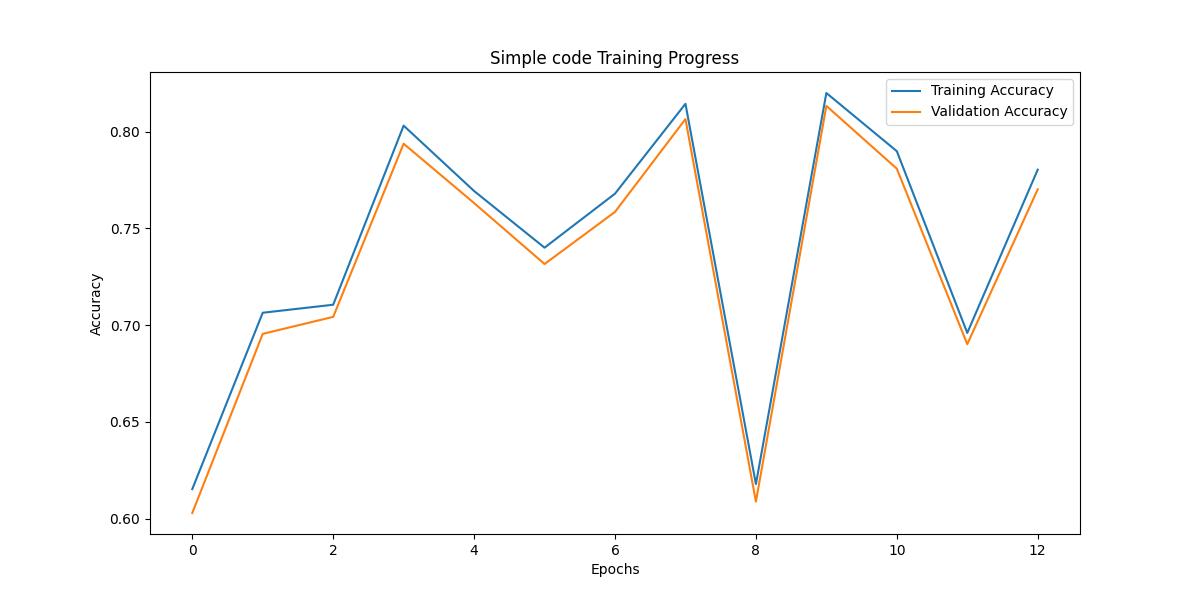 Simple code Training Progress
Training Accuracy
Validation Accuracy
0.80
0.75
0.70
0.65
0.60
Accuracy
0 2 4 6 8 10 12
Epochs